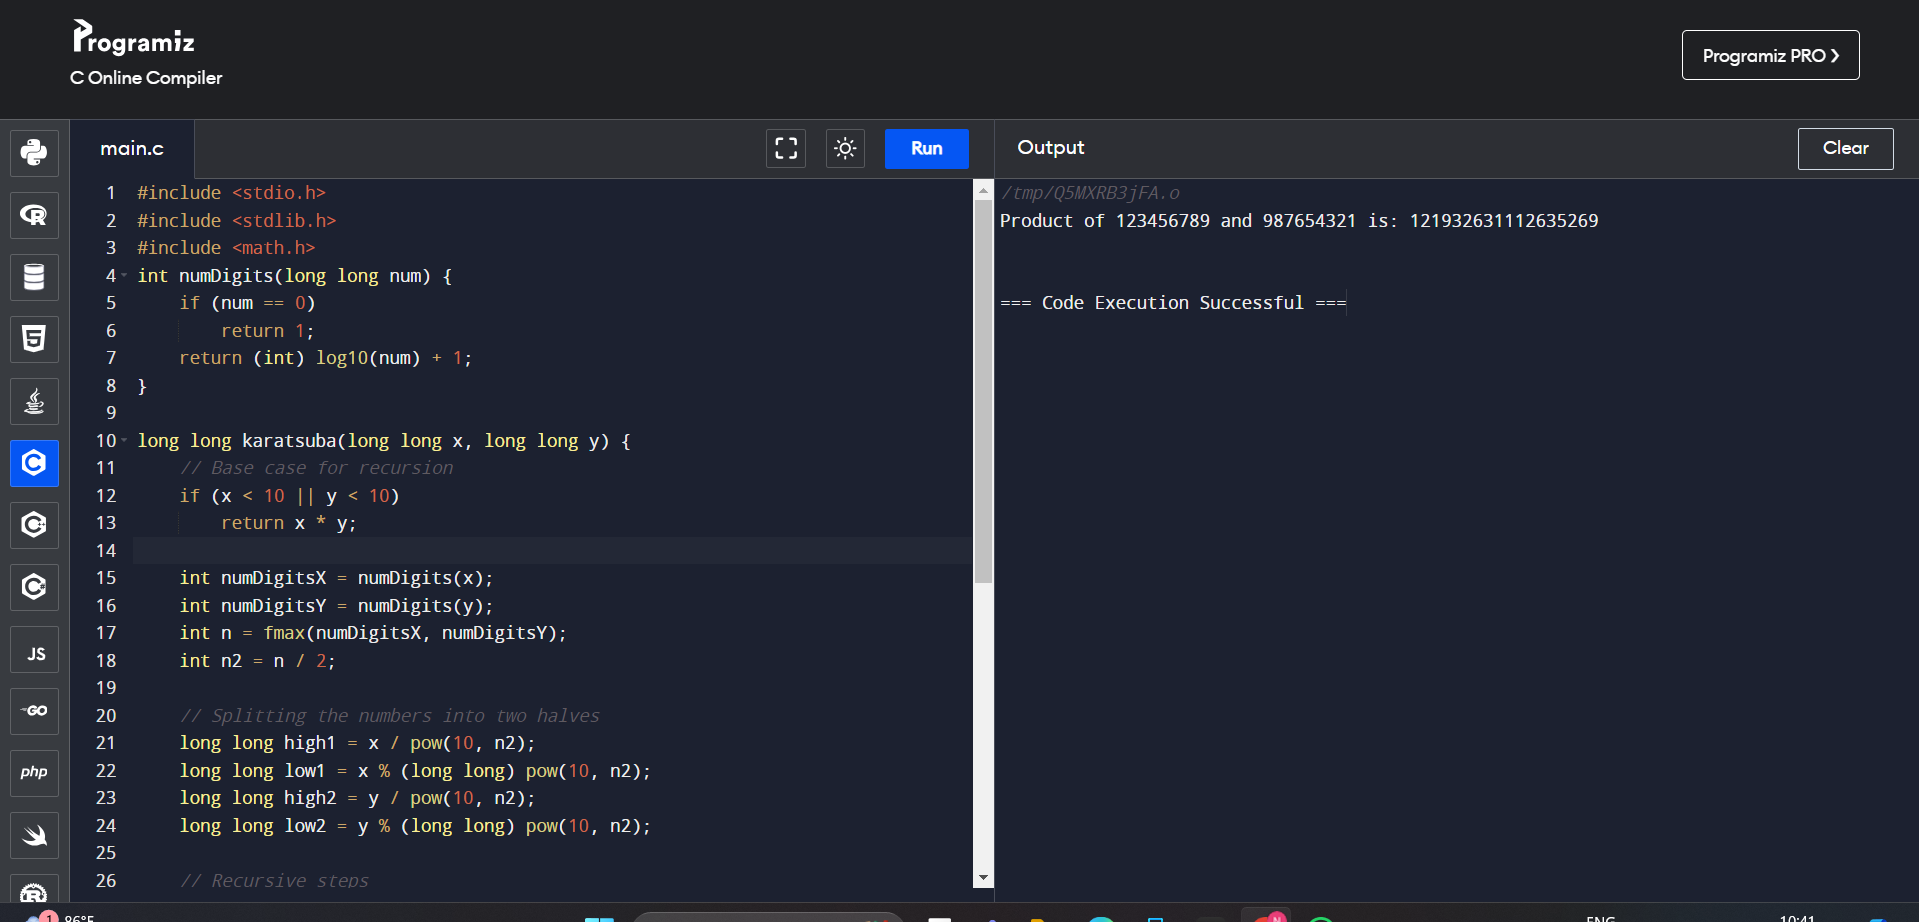 Programiz
C Online Compiler
Programiz PRO ❯
main.c
Run
Output
Clear
1 #include <stdio.h>
2 #include <stdlib.h>
3 #include <math.h>
4 int numDigits(long long num) {
5 if (num == 0)
6 return 1;
7 return (int) log10(num) + 1;
8 }
9
10 long long karatsuba(long long x, long long y) {
11 // Base case for recursion
12 if (x < 10 || y < 10)
13 return x * y;
14
15 int numDigitsX = numDigits(x);
16 int numDigitsY = numDigits(y);
17 int n = fmax(numDigitsX, numDigitsY);
18 int n2 = n / 2;
19
20 // Splitting the numbers into two halves
21 long long high1 = x / pow(10, n2);
22 long long low1 = x % (long long) pow(10, n2);
23 long long high2 = y / pow(10, n2);
24 long long low2 = y % (long long) pow(10, n2);
25
26 // Recursive steps
/tmp/Q5MXRB3jFA.o
Product of 123456789 and 987654321 is: 121932631112635269
=== Code Execution Successful ===
R
5
C
C
C
JS
GO
php
R
1
86°F
N
ENG
10:41